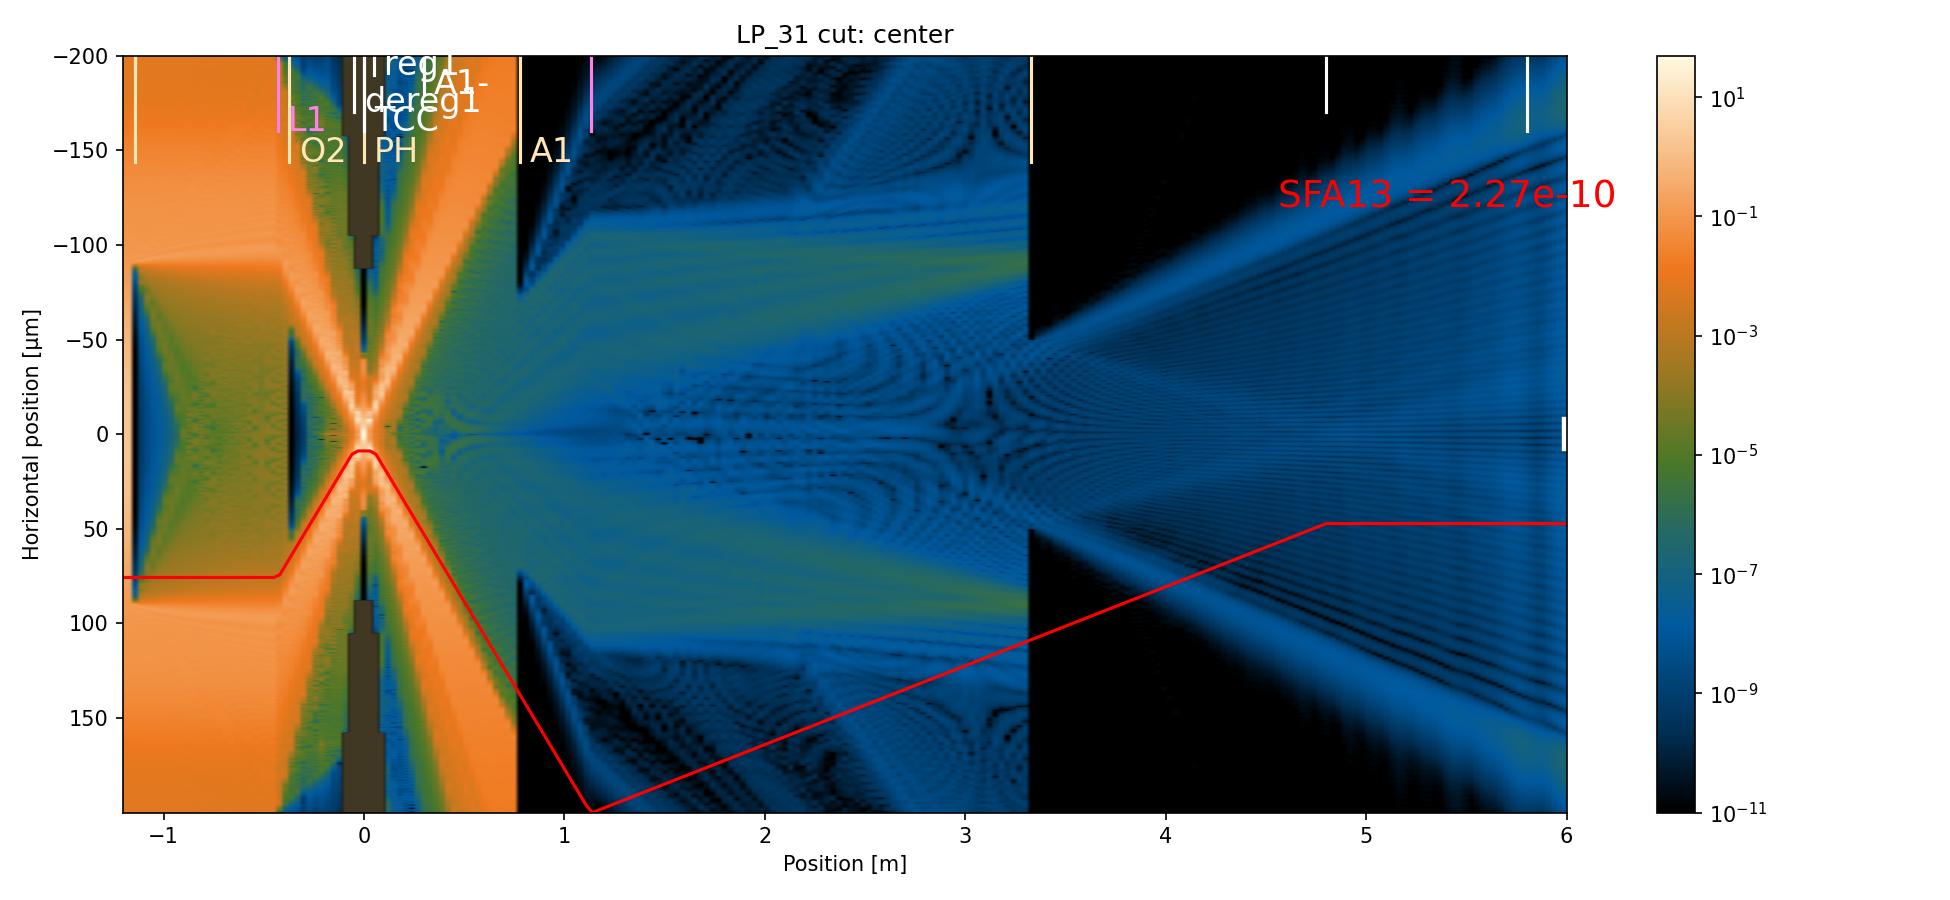 LP_31 cut: center
−200
−150
−100
−50
0
50
100
150
Horizontal position [µm]
reg1
A1-
dereg1
L1
TCC
O2
PH
A1
SFA13 = 2.27e-10
−1
0
1
2
3
4
5
6
Position [m]
10¹
10⁻¹
10⁻³
10⁻⁵
10⁻⁷
10⁻⁹
10⁻¹¹